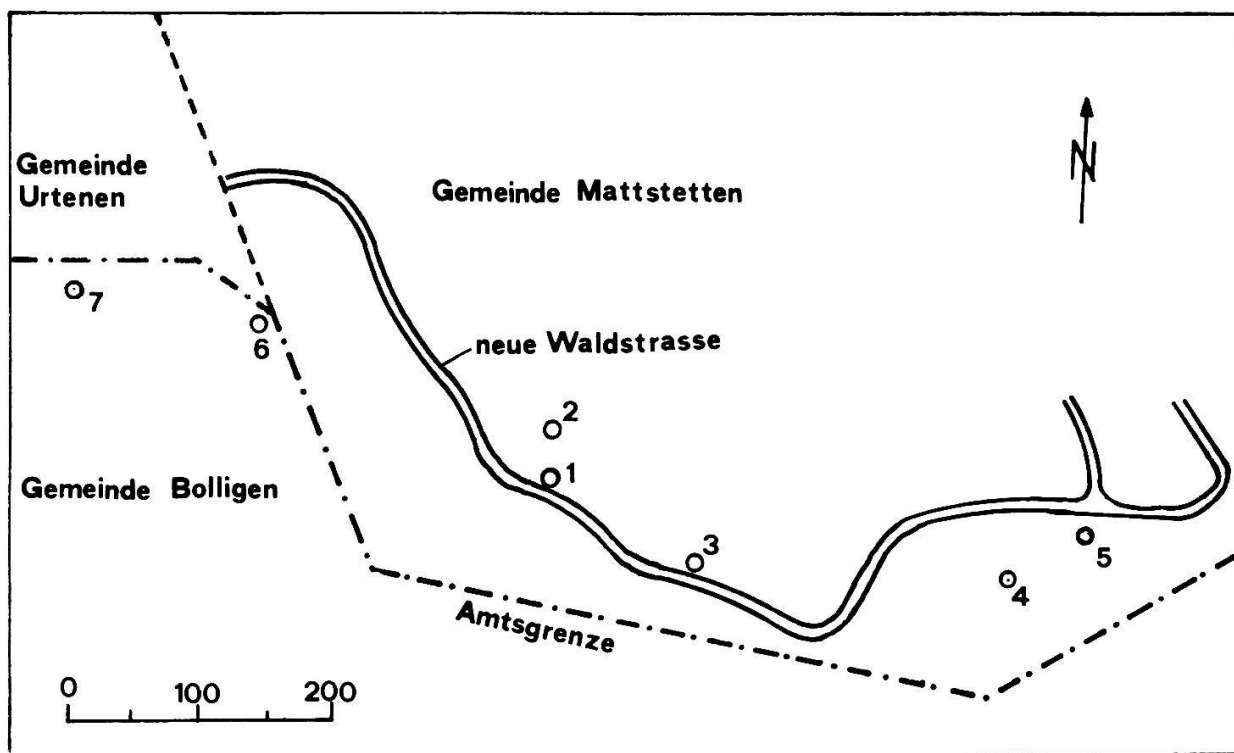 Gemeinde
Urtenen
Gemeinde Mattstetten
N
7
6
neue Waldstrasse
2
1
Gemeinde Bolligen
3
5
4
Amtsgrenze
0 100 200